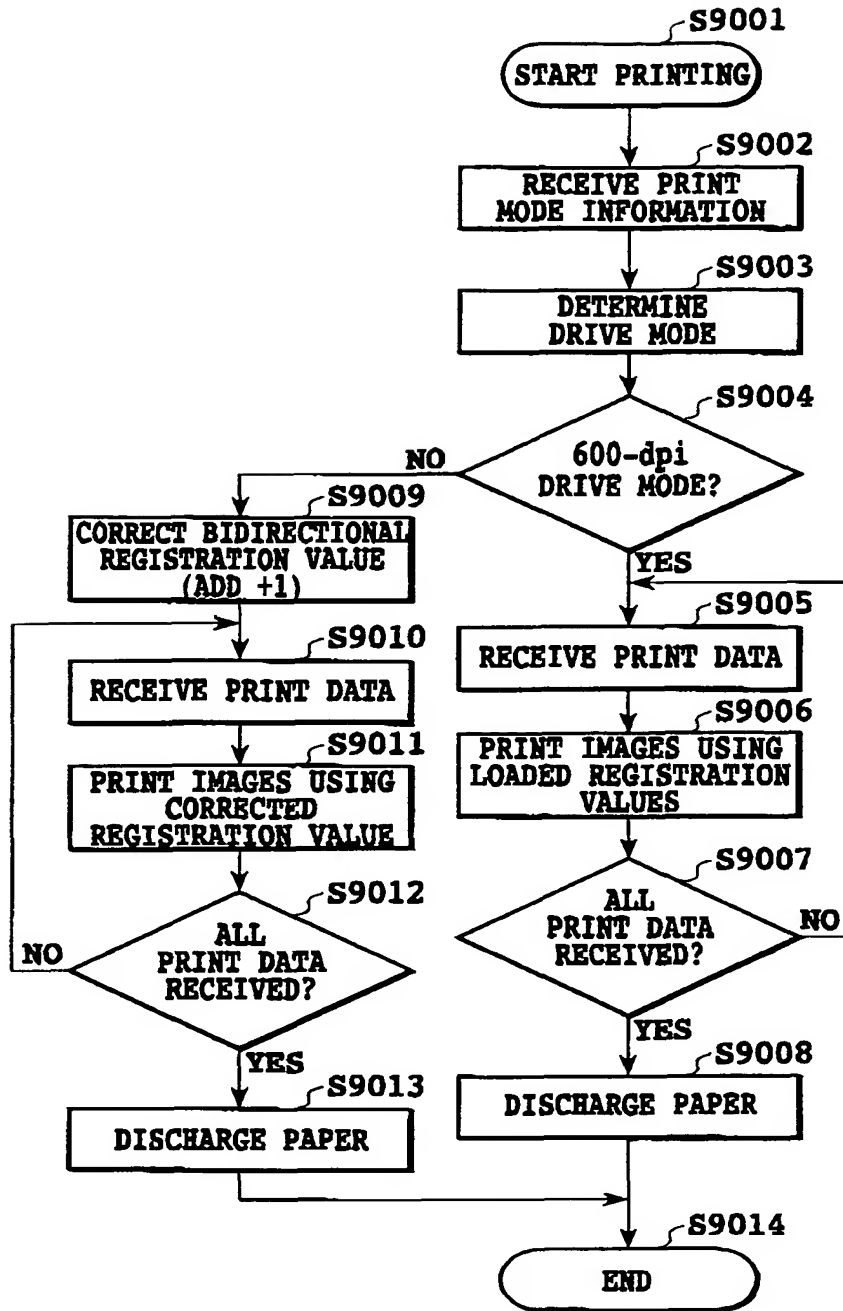 S9001
START PRINTING
S9002
RECEIVE PRINT
MODE INFORMATION
S9003
DETERMINE
DRIVE MODE
S9004
600-dpi
DRIVE MODE?
NO
YES
S9009
CORRECT BIDIRECTIONAL
REGISTRATION VALUE
(ADD +1)
S9010
RECEIVE PRINT DATA
S9011
PRINT IMAGES USING
CORRECTED
REGISTRATION VALUE
S9012
ALL
PRINT DATA
RECEIVED?
NO
YES
S9013
DISCHARGE PAPER
S9005
RECEIVE PRINT DATA
S9006
PRINT IMAGES USING
LOADED REGISTRATION
VALUES
S9007
ALL
PRINT DATA
RECEIVED?
NO
YES
S9008
DISCHARGE PAPER
S9014
END